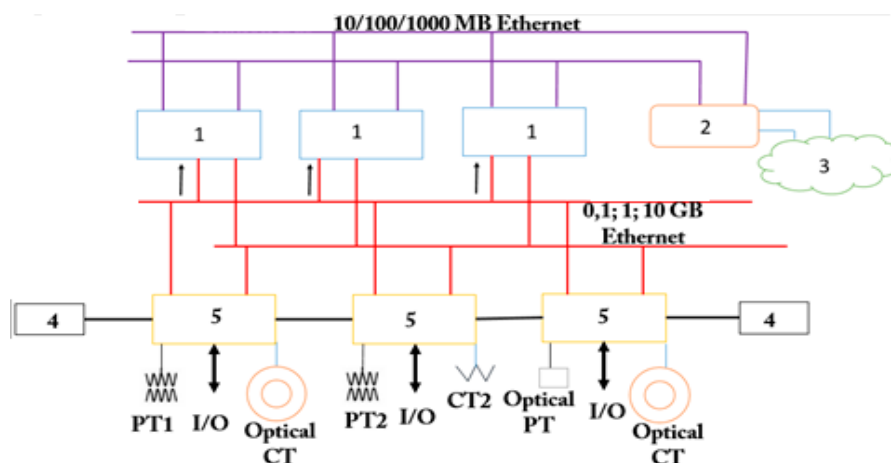 10/100/1000 MB Ethernet
1
1
1
2
3
0,1; 1; 10 GB
Ethernet
4
5
5
5
4
PT1
I/O
Optical
CT
PT2
I/O
CT2
Optical
PT
I/O
Optical
CT